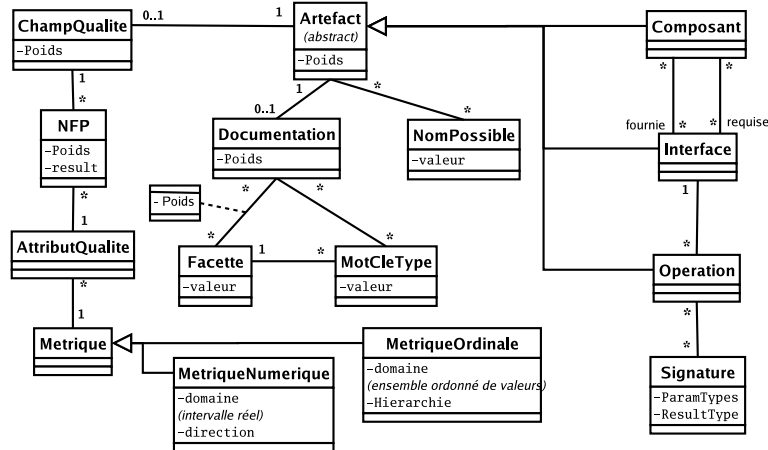 ChampQualite
-Poids
0..1
1
Artefact
(abstract)
-Poids
Composant
1
*
1
*
*
*
0..1
fournie
*
*
requise
NFP
-Poids
-result
Documentation
-Poids
NomPossible
-valeur
Interface
*
*
*
1
- Poids
1
*
*
*
AttributQualite
Facette
-valeur
1
*
MotCleType
-valeur
Operation
*
*
1
*
Metrique
MetriqueOrdinale
-domaine
(ensemble ordonné de valeurs)
-Hierarchie
MetriqueNumerique
-domaine
(intervalle réel)
-direction
Signature
-ParamTypes
-ResultType